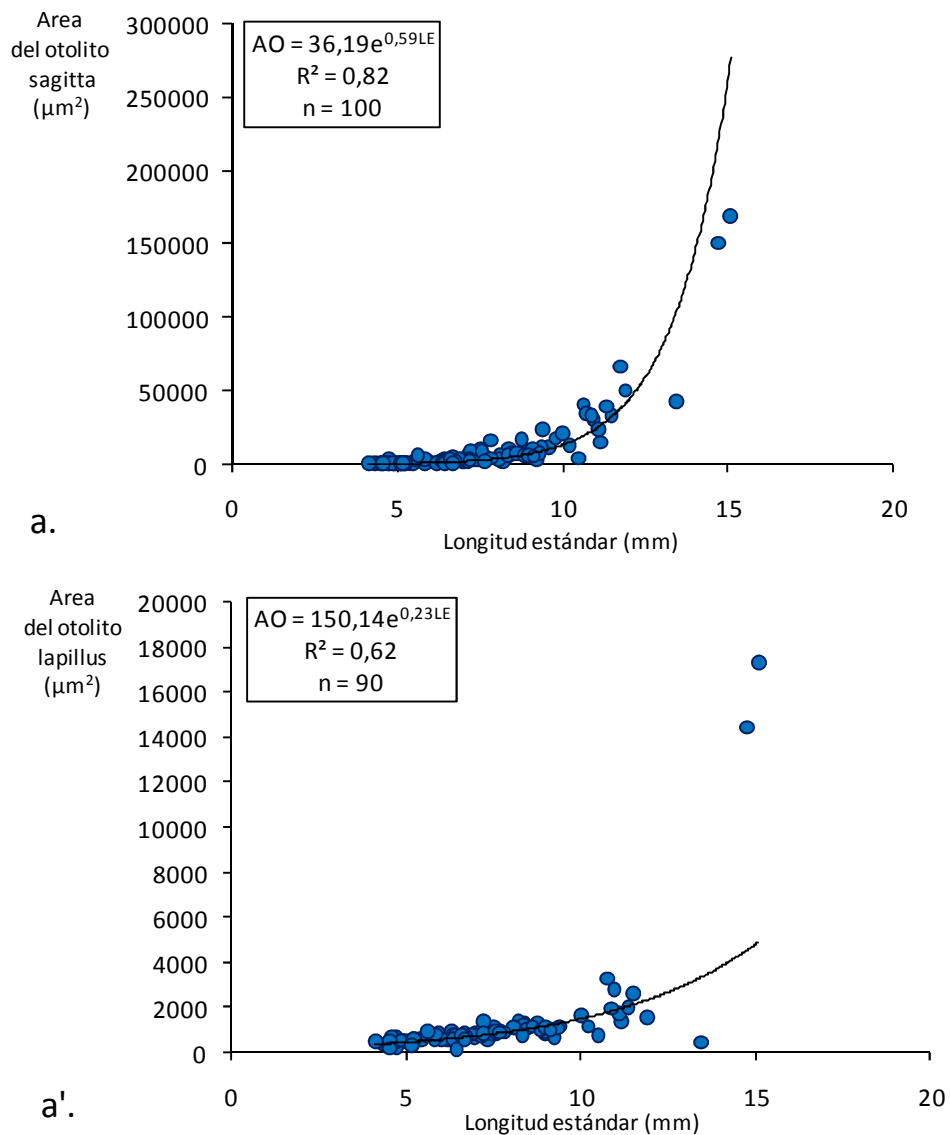 Area
del otolito
sagitta
(µm²)
300000
250000
200000
150000
100000
50000
0
AO = 36,19e^0,59LE
R² = 0,82
n = 100
0 5 10 15 20
Longitud estándar (mm)
a.
Area
del otolito
lapillus
(µm²)
20000
18000
16000
14000
12000
10000
8000
6000
4000
2000
0
AO = 150,14e^0,23LE
R² = 0,62
n = 90
0 5 10 15 20
Longitud estándar (mm)
a'.